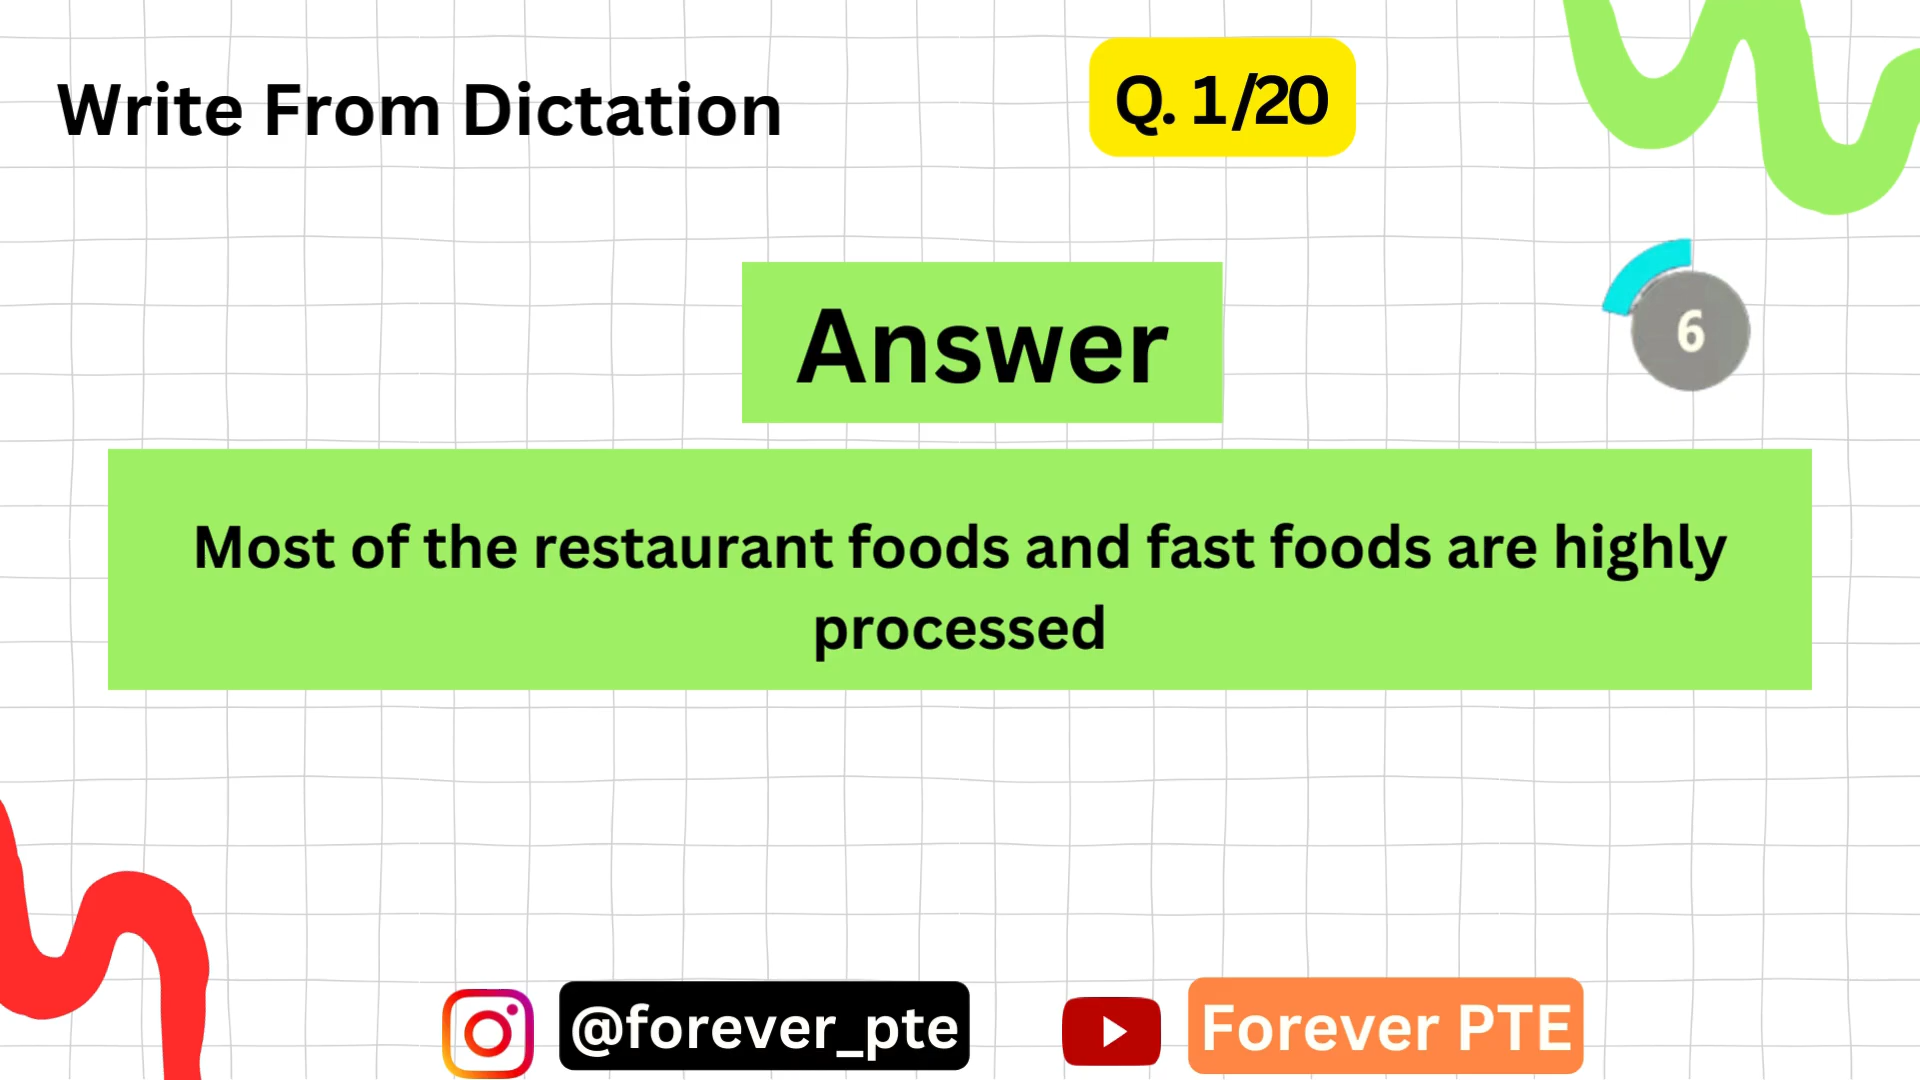 Write From Dictation
Q. 1/20
Answer
6
Most of the restaurant foods and fast foods are highly
processed
@forever_pte
Forever PTE